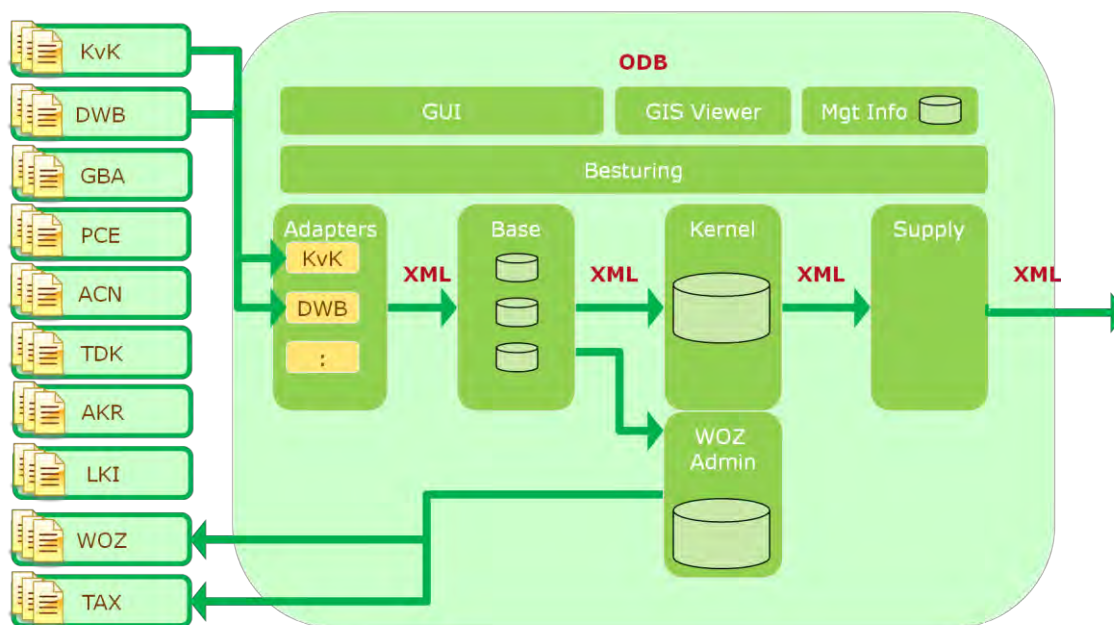 KvK
DWB
GBA
PCE
ACN
TDK
AKR
LKI
WOZ
TAX
ODB
GUI
GIS Viewer
Mgt Info
Besturing
Adapters
KvK
DWB
:
XML
Base
XML
Kernel
XML
Supply
XML
WOZ
Admin